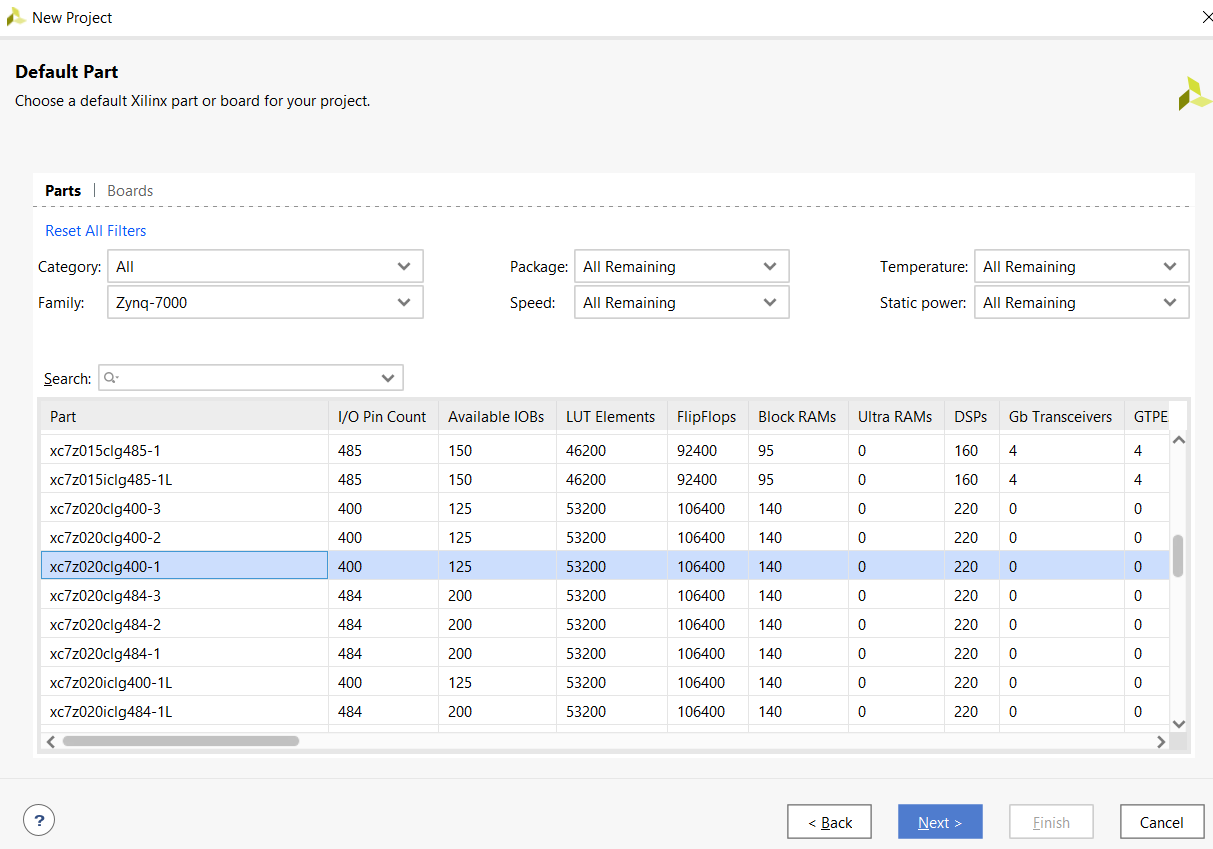 New Project
Default Part
Choose a default Xilinx part or board for your project.
Parts | Boards
Reset All Filters
Category: All Package: All Remaining Temperature: All Remaining
Family: Zynq-7000 Speed: All Remaining Static power: All Remaining
Search:
Part I/O Pin Count Available IOBs LUT Elements FlipFlops Block RAMs Ultra RAMs DSPs Gb Transceivers GTPE
xc7z015clg485-1 485 150 46200 92400 95 0 160 4 4
xc7z015iclg485-1L 485 150 46200 92400 95 0 160 4 4
xc7z020clg400-3 400 125 53200 106400 140 0 220 0 0
xc7z020clg400-2 400 125 53200 106400 140 0 220 0 0
xc7z020clg400-1 400 125 53200 106400 140 0 220 0 0
xc7z020clg484-3 484 200 53200 106400 140 0 220 0 0
xc7z020clg484-2 484 200 53200 106400 140 0 220 0 0
xc7z020clg484-1 484 200 53200 106400 140 0 220 0 0
xc7z020iclg400-1L 400 125 53200 106400 140 0 220 0 0
xc7z020iclg484-1L 484 200 53200 106400 140 0 220 0 0
? < Back Next > Finish Cancel